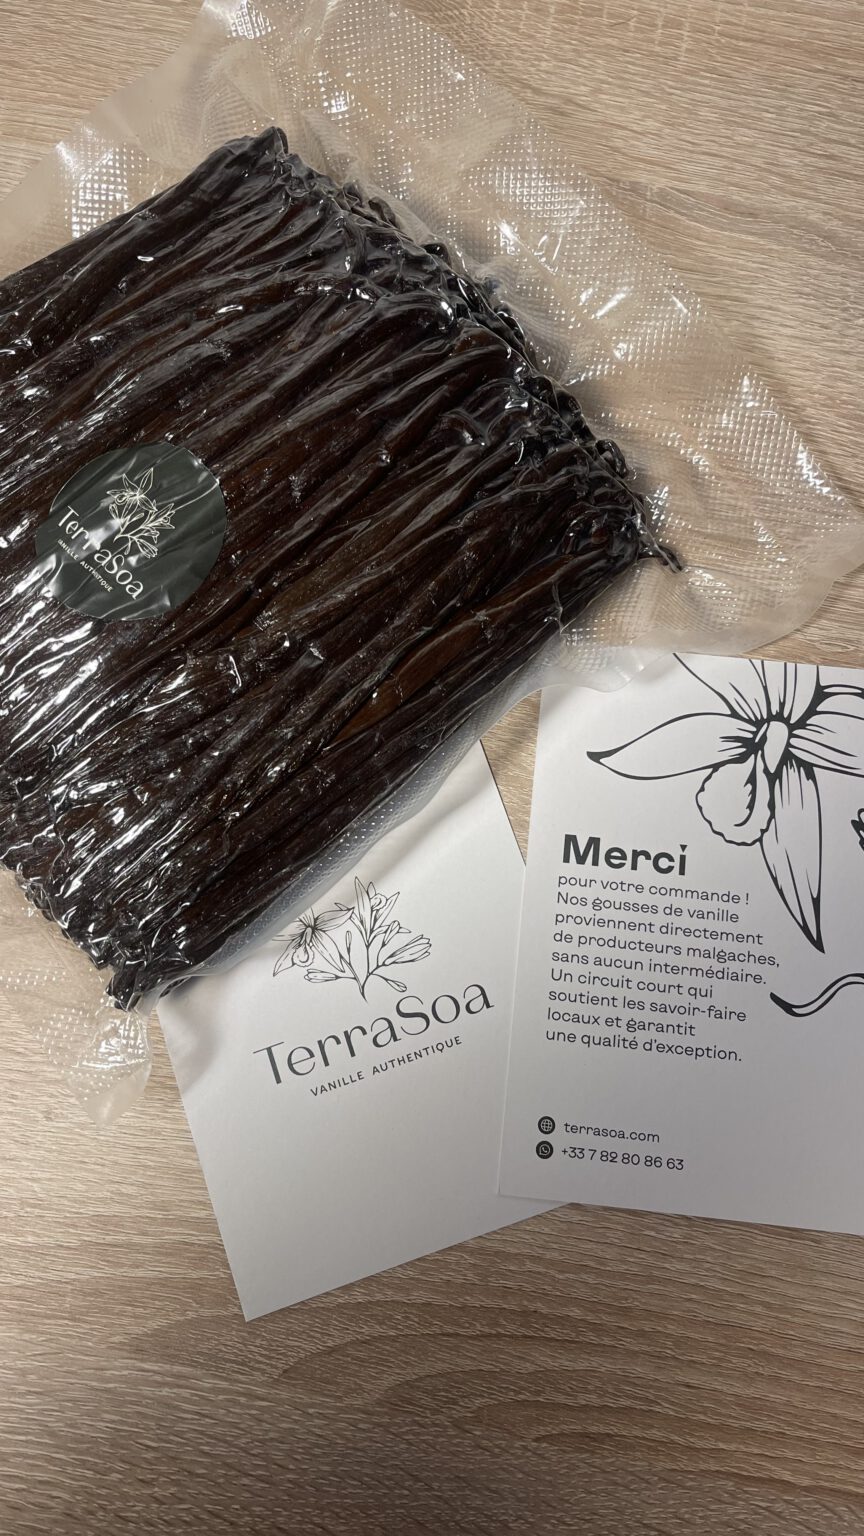 TerraSoa
VANILLE AUTHENTIQUE
TerraSoa
VANILLE AUTHENTIQUE
Merci
pour votre commande !
Nos gousses de vanille
proviennent directement
de producteurs malgaches,
sans aucun intermédiaire.
Un circuit court qui
soutient les savoir-faire
locaux et garantit
une qualité d'exception.
terrasoa.com
+33 7 82 80 86 63